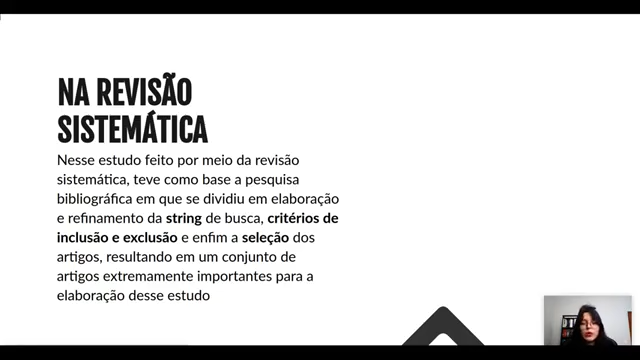 NA REVISÃO
SISTEMÁTICA
Nesse estudo feito por meio da revisão
sistemática, teve como base a pesquisa
bibliográfica em que se dividiu em elaboração
e refinamento da string de busca, critérios de
inclusão e exclusão e enfim a seleção dos
artigos, resultando em um conjunto de
artigos extremamente importantes para a
elaboração desse estudo